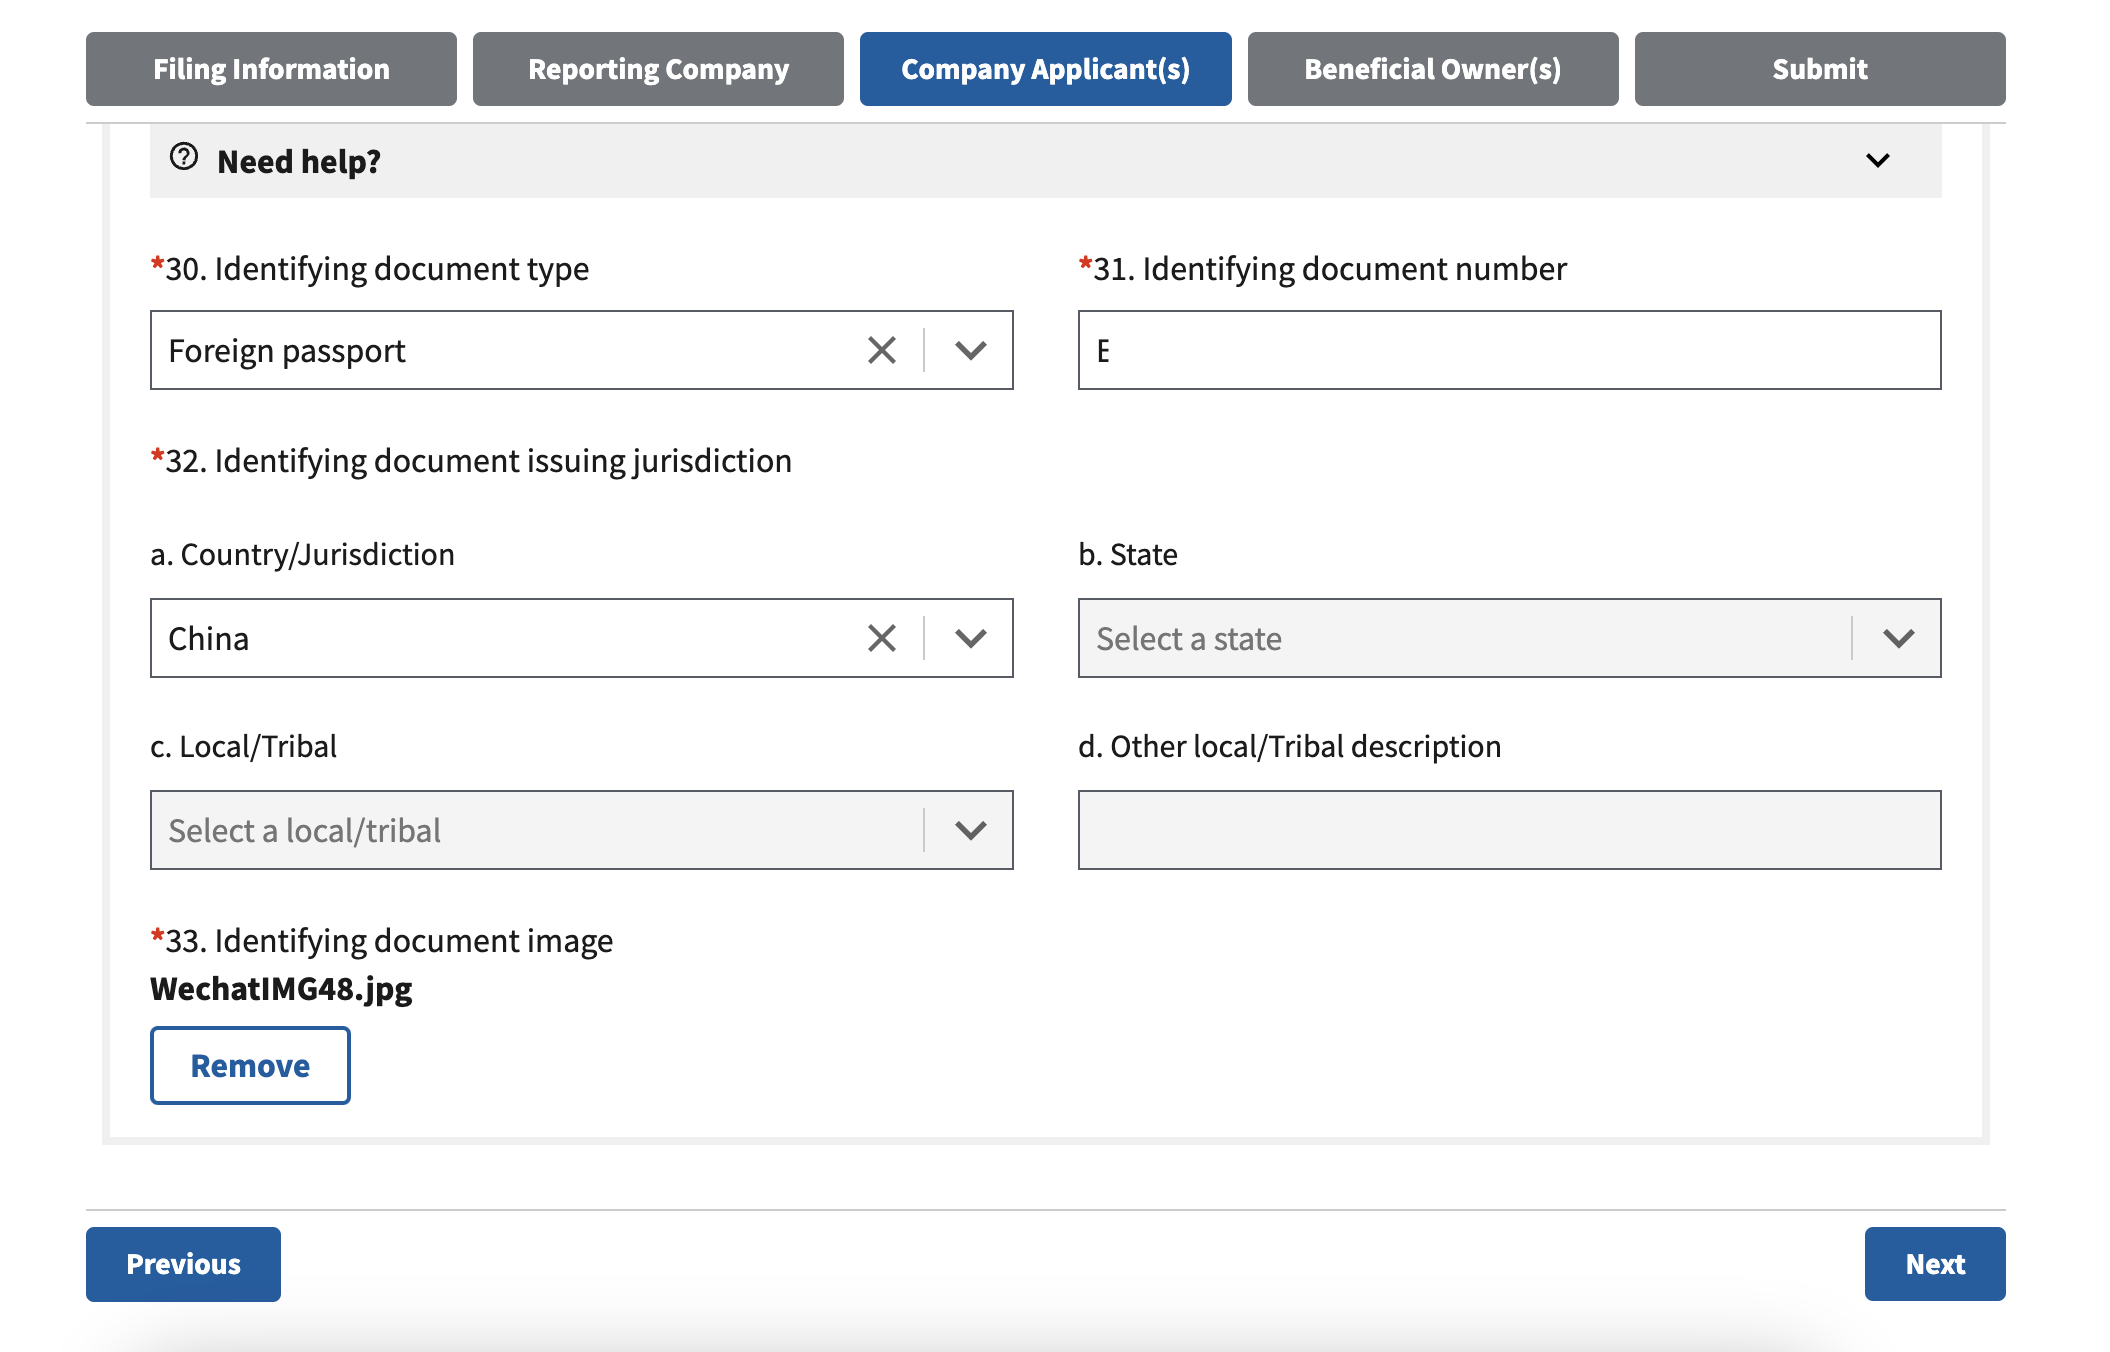 Filing Information
Reporting Company
Company Applicant(s)
Beneficial Owner(s)
Submit
Need help?
*30. Identifying document type
*31. Identifying document number
Foreign passport
E
*32. Identifying document issuing jurisdiction
a. Country/Jurisdiction
b. State
China
Select a state
c. Local/Tribal
d. Other local/Tribal description
Select a local/tribal
*33. Identifying document image
WechatIMG48.jpg
Remove
Previous
Next